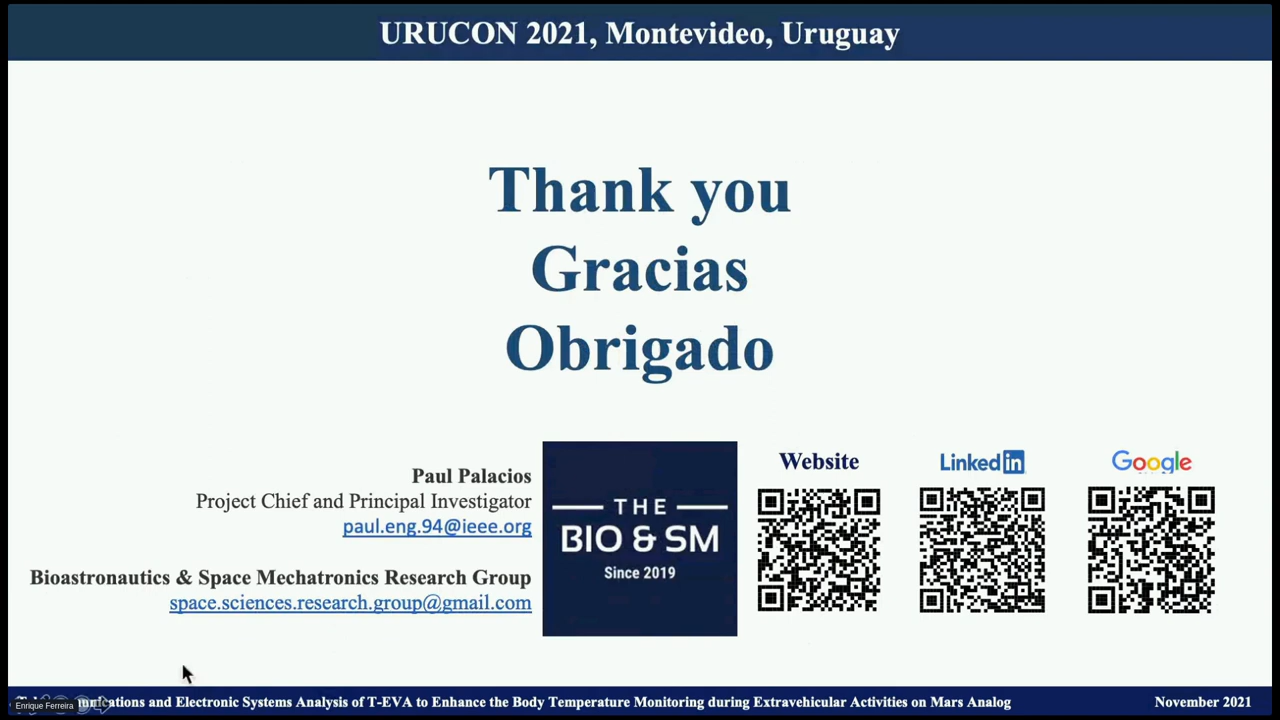 URUCON 2021, Montevideo, Uruguay
Thank you
Gracias
Obrigado
Paul Palacios
Project Chief and Principal Investigator
paul.eng.94@ieee.org
Bioastronautics & Space Mechatronics Research Group
space.sciences.research.group@gmail.com
THE
BIO & SM
Since 2019
Website
LinkedIn
Google
and Electronic Systems Analysis of T-EVA to Enhance the Body Temperature Monitoring during Extravehicular Activities on Mars Analog
November 2021
Enrique Ferreira